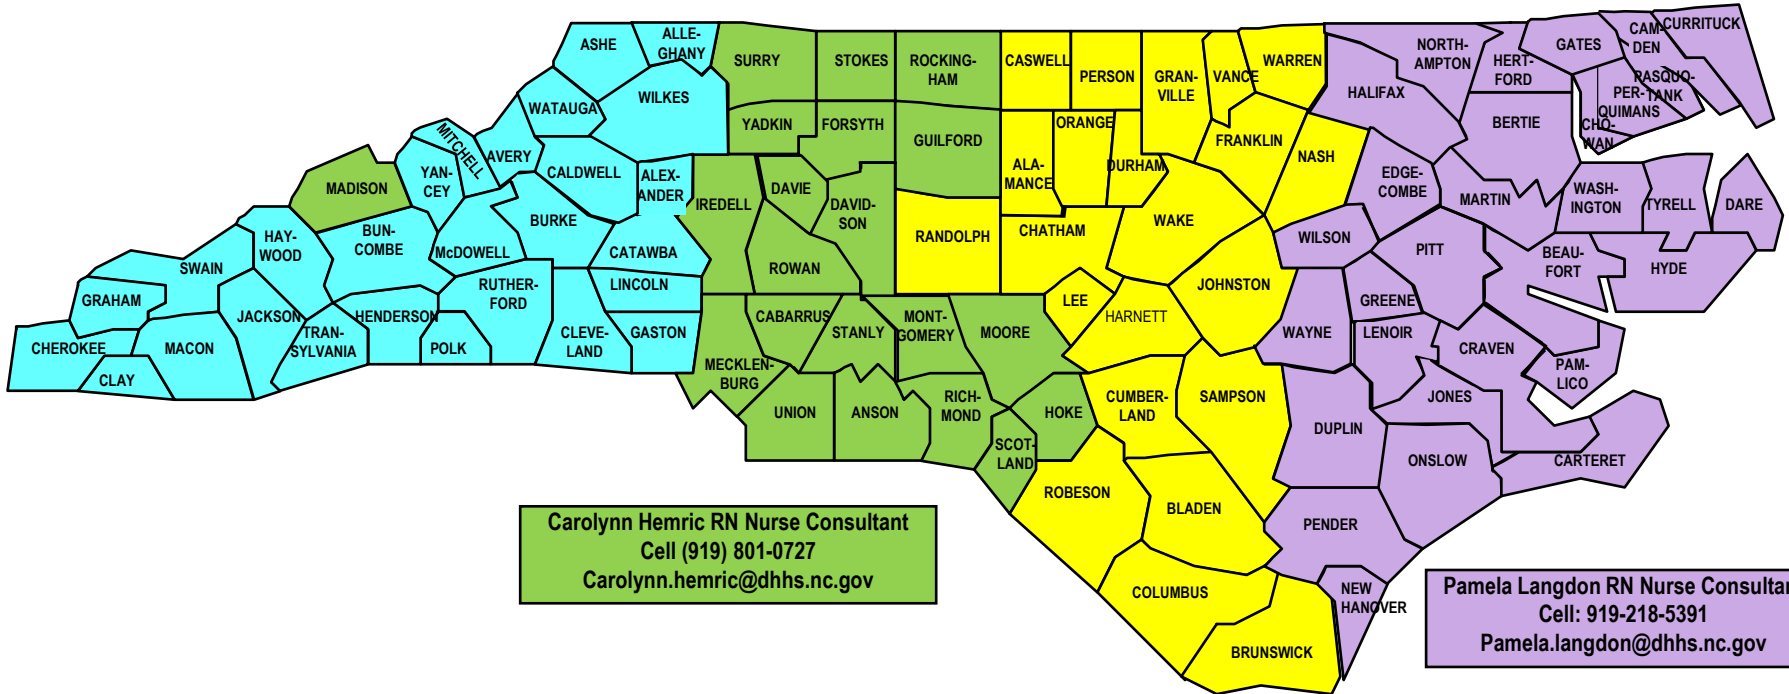 ASHE
ALLE-
GHANY
SURRY
STOKES
ROCKING-
HAM
CASWELL
PERSON
GRAN-
VILLE
VANCE
WARREN
NORTH-
AMPTON
HERT-
FORD
GATES
CAM-
DEN
CURRITUCK
WATAUGA
WILKES
YADKIN
FORSYTH
GUILFORD
ALA-
MANCE
ORANGE
DURHAM
FRANKLIN
NASH
HALIFAX
BERTIE
PASQUO-
TANK
PER-
QUIMANS
CHO-
WAN
MITCHELL
AVERY
YAN-
CEY
MADISON
CALDWELL
ALEX-
ANDER
IREDELL
DAVIE
DAVID-
SON
RANDOLPH
CHATHAM
WAKE
EDGE-
COMBE
MARTIN
WASH-
INGTON
TYRELL
DARE
BUN-
COMBE
McDOWELL
BURKE
CATAWBA
ROWAN
WILSON
PITT
BEAU-
FORT
HYDE
HAY-
WOOD
SWAIN
GRAHAM
JACKSON
RUTHER-
FORD
LINCOLN
LEE
JOHNSTON
GREENE
CHEROKEE
CLAY
MACON
TRAN-
SYLVANIA
HENDERSON
POLK
CLEVE-
LAND
GASTON
CABARRUS
STANLY
MONT-
GOMERY
MOORE
HARNETT
WAYNE
LENOIR
CRAVEN
PAM-
LICO
MECKLEN-
BURG
UNION
ANSON
RICH-
MOND
HOKE
SCOT-
LAND
CUMBER-
LAND
SAMPSON
DUPLIN
JONES
ONSLOW
CARTERET
ROBESON
BLADEN
PENDER
COLUMBUS
NEW
HANOVER
BRUNSWICK
Carolynn Hemric RN Nurse Consultant
Cell (919) 801-0727
Carolynn.hemric@dhhs.nc.gov
Pamela Langdon RN Nurse Consultan
Cell: 919-218-5391
Pamela.langdon@dhhs.nc.gov